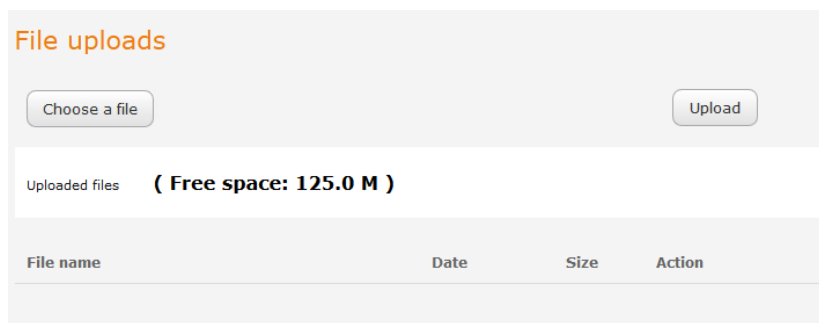 File uploads
Choose a file Upload
Uploaded files ( Free space: 125.0 M )
File name Date Size Action